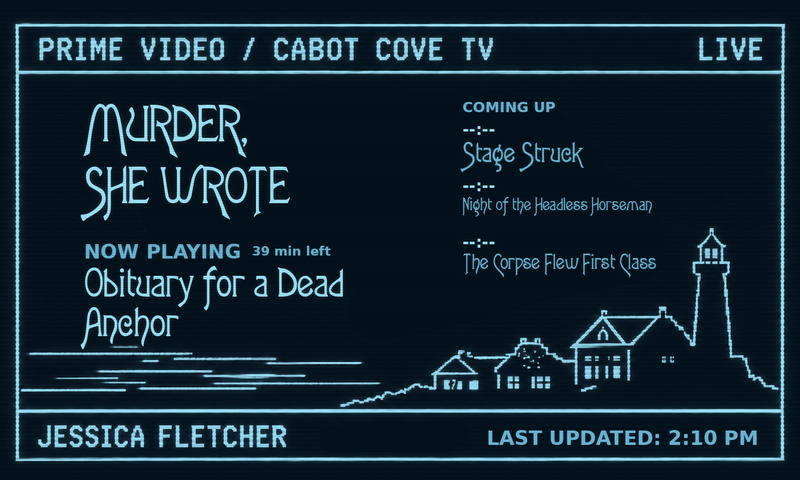 PRIME VIDEO / CABOT COVE TV
LIVE
MURDER,
SHE WROTE
NOW PLAYING 39 min left
Obituary for a Dead
Anchor
COMING UP
--:--
Stage Struck
--:--
Night of the Headless Horseman
--:--
The Corpse Flew First Class
JESSICA FLETCHER
LAST UPDATED: 2:10 PM